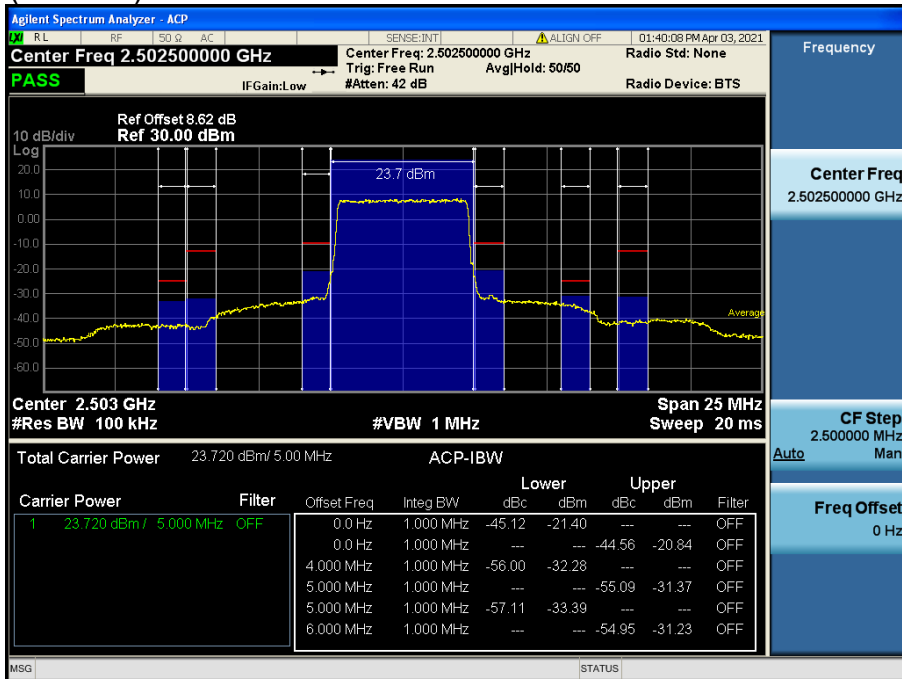 Agilent Spectrum Analyzer - ACP
LXI RL RF 50 Ω AC SENSE:INT ALIGN OFF 01:40:08 PM Apr 03, 2021
Center Freq 2.502500000 GHz
Center Freq: 2.502500000 GHz
Radio Std: None
Trig: Free Run Avg|Hold: 50/50
PASS
IFGain:Low #Atten: 42 dB Radio Device: BTS
Ref Offset 8.62 dB
10 dB/div Ref 30.00 dBm
Log
20.0
10.0
0.00
-10.0
-20.0
-30.0
-40.0
-50.0
-60.0
23.7 dBm
Average
Center 2.503 GHz Span 25 MHz
#Res BW 100 kHz #VBW 1 MHz Sweep 20 ms
Total Carrier Power 23.720 dBm/ 5.00 MHz ACP-IBW
Lower Upper
Carrier Power Filter Offset Freq Integ BW dBc dBm dBc dBm Filter
1 23.720 dBm / 5.000 MHz OFF 0.0 Hz 1.000 MHz -45.12 -21.40 --- --- OFF
0.0 Hz 1.000 MHz --- --- -44.56 -20.84 OFF
4.000 MHz 1.000 MHz -56.00 -32.28 --- --- OFF
5.000 MHz 1.000 MHz --- --- -55.09 -31.37 OFF
5.000 MHz 1.000 MHz -57.11 -33.39 --- --- OFF
6.000 MHz 1.000 MHz --- --- -54.95 -31.23 OFF
MSG STATUS
Frequency
Center Freq
2.502500000 GHz
CF Step
2.500000 MHz
Auto Man
Freq Offset
0 Hz